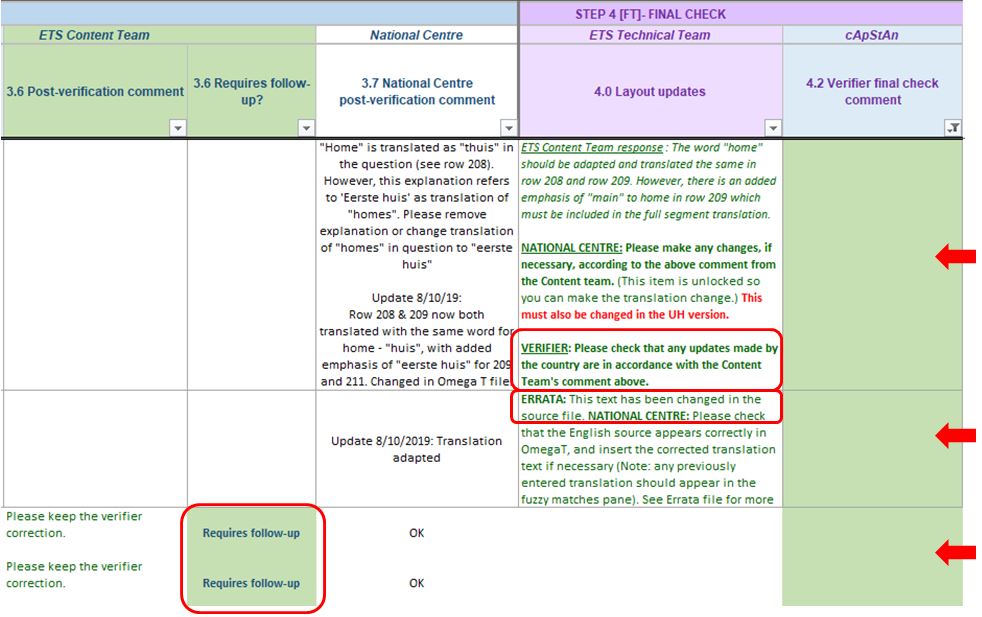 STEP 4 [FT]- FINAL CHECK
ETS Content Team
National Centre
ETS Technical Team
cApStAn
3.6 Post-verification comment
3.6 Requires follow-
up?
3.7 National Centre
post-verification comment
4.0 Layout updates
4.2 Verifier final check
comment
"Home" is translated as "thuis" in
the question (see row 208).
However, this explanation refers
to 'Eerste huis' as translation of
"homes". Please remove
explanation or change translation
of "homes" in question to "eerste
huis"
Update 8/10/19:
Row 208 & 209 now both
translated with the same word for
home - "huis", with added
emphasis of "eerste huis" for 209
and 211. Changed in Omega T file.
ETS Content Team response : The word "home"
should be adapted and translated the same in
row 208 and row 209. However, there is an added
emphasis of "main" to home in row 209 which
must be included in the full segment translation.
NATIONAL CENTRE: Please make any changes, if
necessary, according to the above comment from
the Content team. (This item is unlocked so
you can make the translation change.) This
must also be changed in the UH version.
VERIFIER: Please check that any updates made by
the country are in accordance with the Content
Team's comment above.
Update 8/10/2019: Translation
adapted
ERRATA: This text has been changed in the
source file. NATIONAL CENTRE: Please check
that the English source appears correctly in
OmegaT, and insert the corrected translation
text if necessary (Note: any previously
entered translation should appear in the
fuzzy matches pane). See Errata file for more
Please keep the verifier
correction.
Requires follow-up
OK
Please keep the verifier
correction.
Requires follow-up
OK